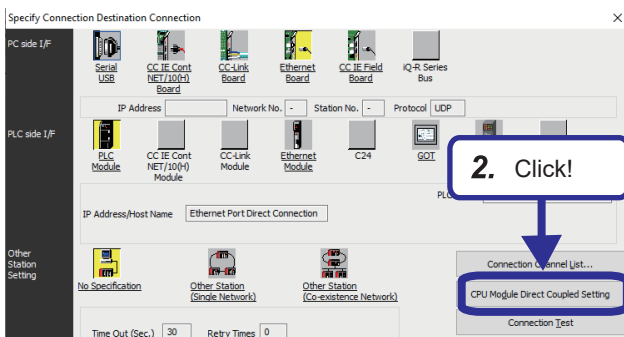 Specify Connection Destination Connection
PC side I/F
Serial
USB
CC IE Cont
NET/10(H)
Board
CC-Link
Board
Ethernet
Board
CC IE Field
Board
iQ-R Series
Bus
IP Address
Network No. -
Station No. -
Protocol UDP
PLC side I/F
PLC
Module
CC IE Cont
NET/10(H)
Module
CC-Link
Module
Ethernet
Module
C24
GOT
2. Click!
IP Address/Host Name Ethernet Port Direct Connection
Other
Station
Setting
No Specification
Other Station
(Single Network)
Other Station
(Co-existence Network)
Connection Channel List...
CPU Module Direct Coupled Setting
Connection Test
Time Out (Sec.) 30
Retry Times 0